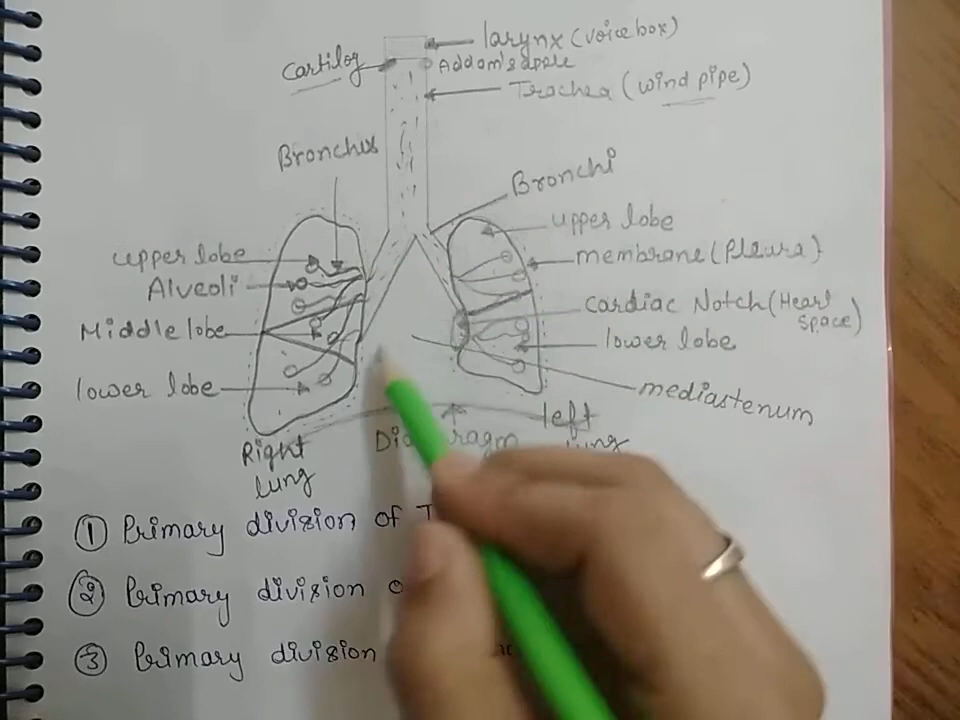 larynx (voice box)
Cartilog
Addom's apple
Trachea (wind pipe)
Bronchus
Bronchi
upper lobe
upper lobe
membrane (Pleura)
Alveoli
Cardiac Notch (Heart
space)
Middle lobe
lower lobe
lower lobe
mediastenum
left
lung
Right
lung
① Primary division of
② Primary division
③ Primary division